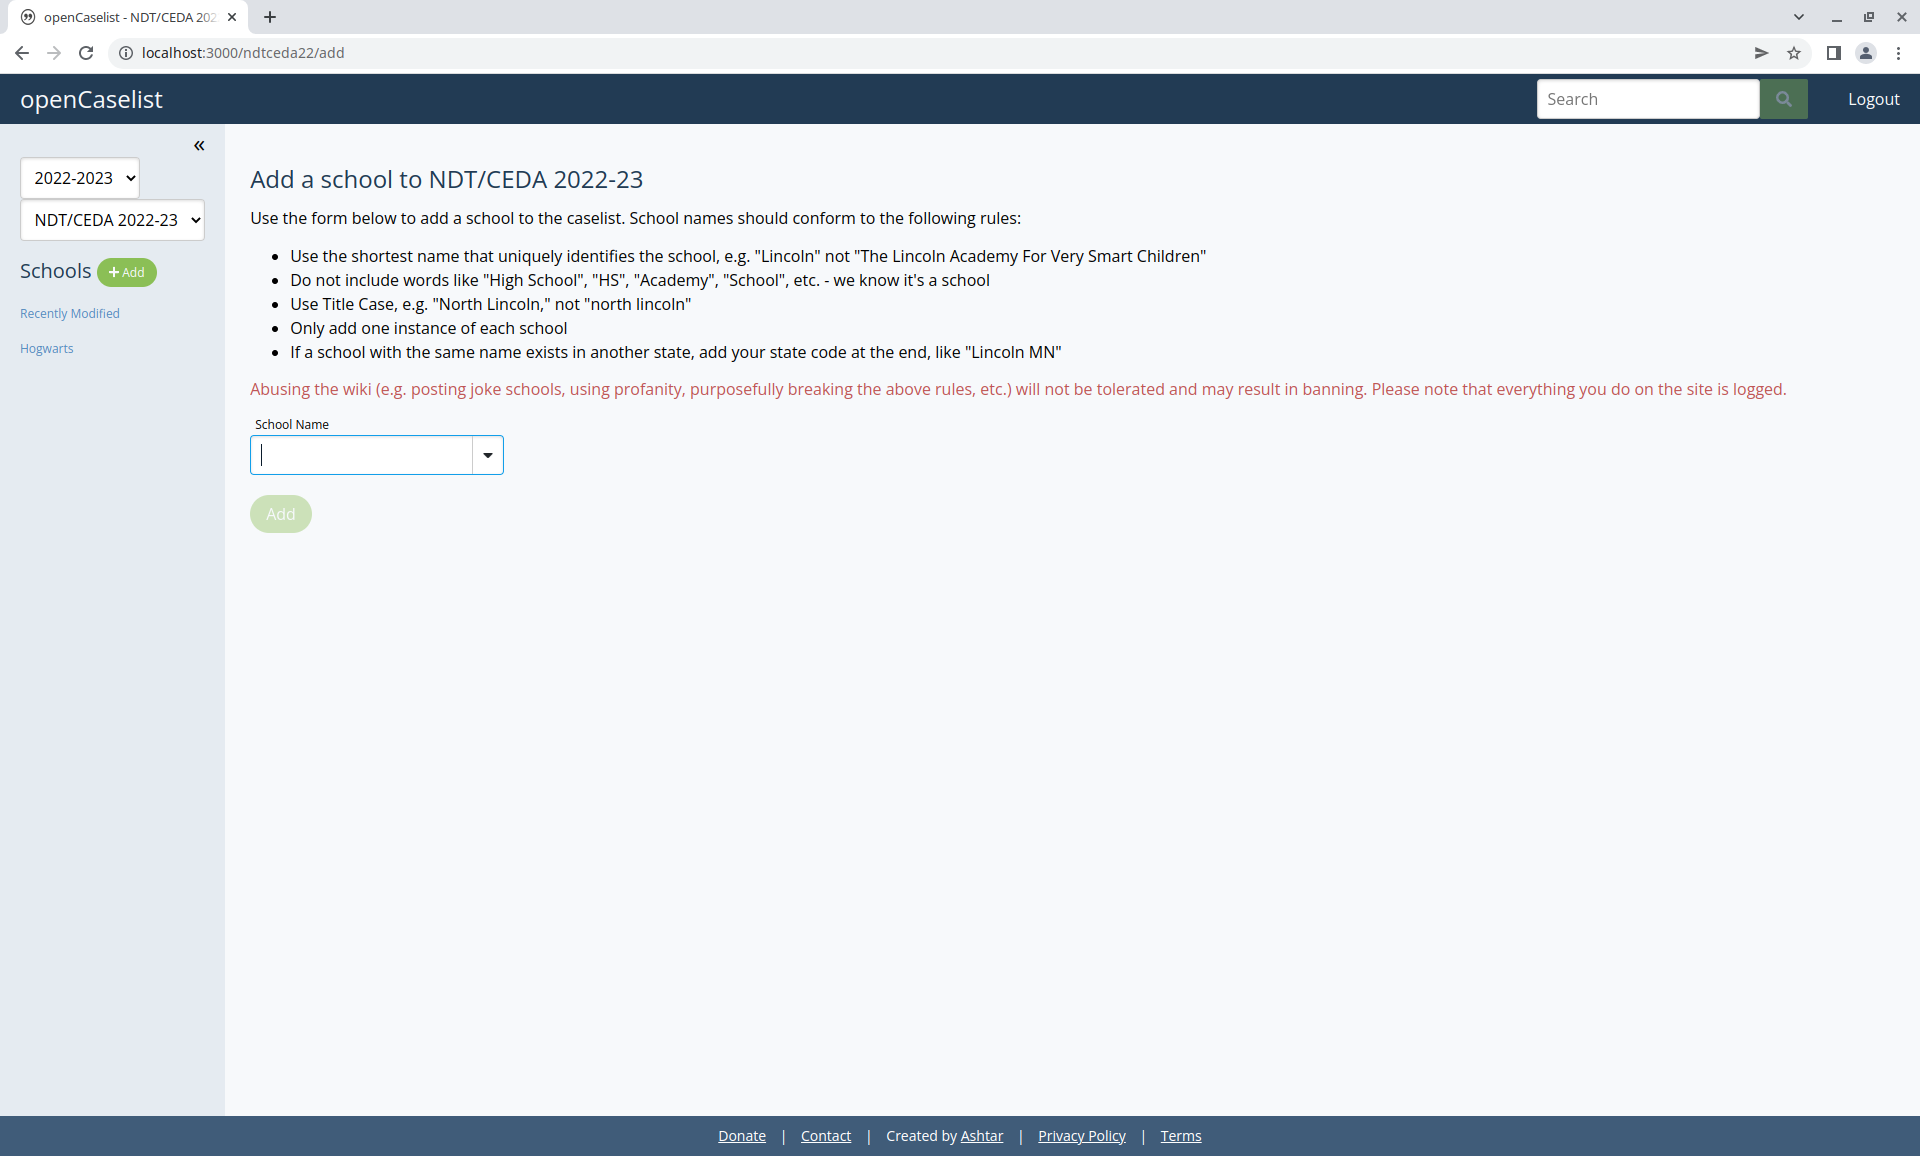 openCaselist - NDT/CEDA 202
localhost:3000/ndtceda22/add
openCaselist
Search
Logout
«
2022-2023
NDT/CEDA 2022-23
Schools
+ Add
Recently Modified
Hogwarts
Add a school to NDT/CEDA 2022-23
Use the form below to add a school to the caselist. School names should conform to the following rules:
• Use the shortest name that uniquely identifies the school, e.g. "Lincoln" not "The Lincoln Academy For Very Smart Children"
• Do not include words like "High School", "HS", "Academy", "School", etc. - we know it's a school
• Use Title Case, e.g. "North Lincoln," not "north lincoln"
• Only add one instance of each school
• If a school with the same name exists in another state, add your state code at the end, like "Lincoln MN"
Abusing the wiki (e.g. posting joke schools, using profanity, purposefully breaking the above rules, etc.) will not be tolerated and may result in banning. Please note that everything you do on the site is logged.
School Name
Add
Donate | Contact | Created by Ashtar | Privacy Policy | Terms